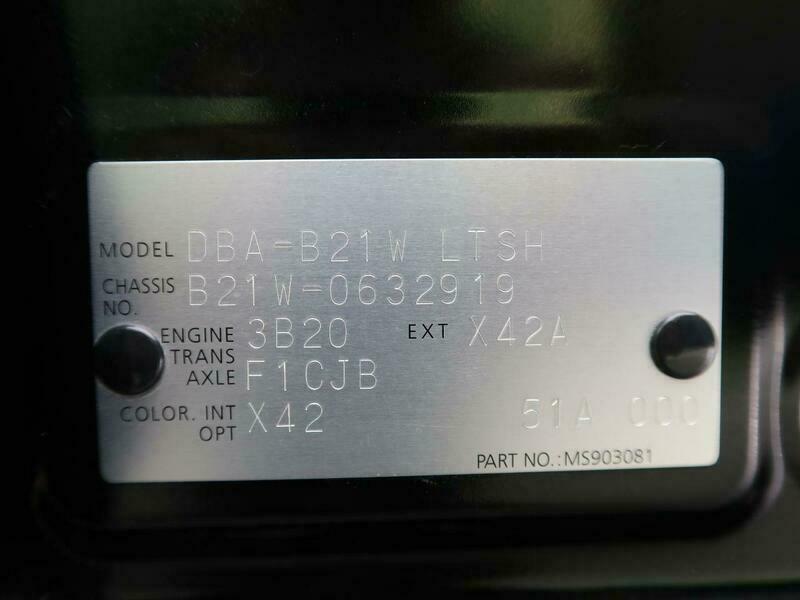 MODEL DBA-B21W LTSH
CHASSIS NO. B21W-0632919
ENGINE 3B20 EXT X42A
TRANS AXLE F1CJB
COLOR. INT OPT X42 51A 000
PART NO.:MS903081